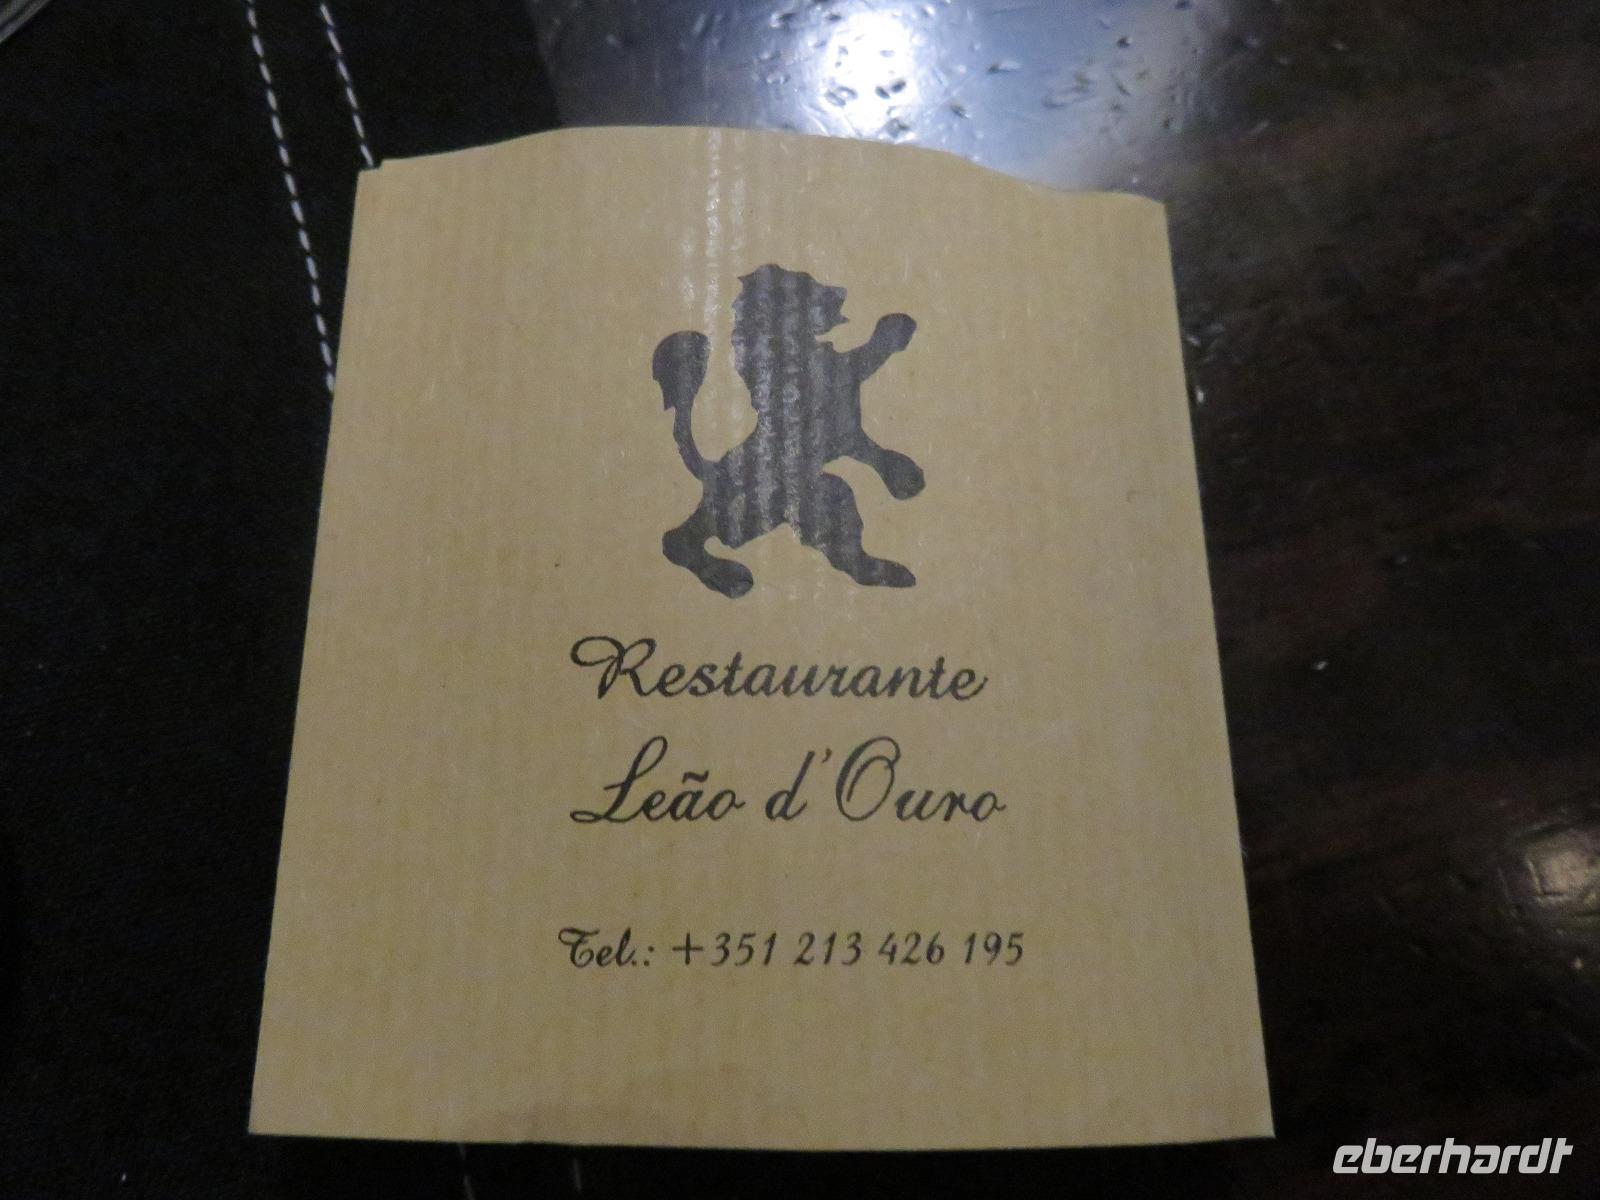 Restaurante
Leão d'Ouro
Tel.: +351 213 426 195
eberhardt